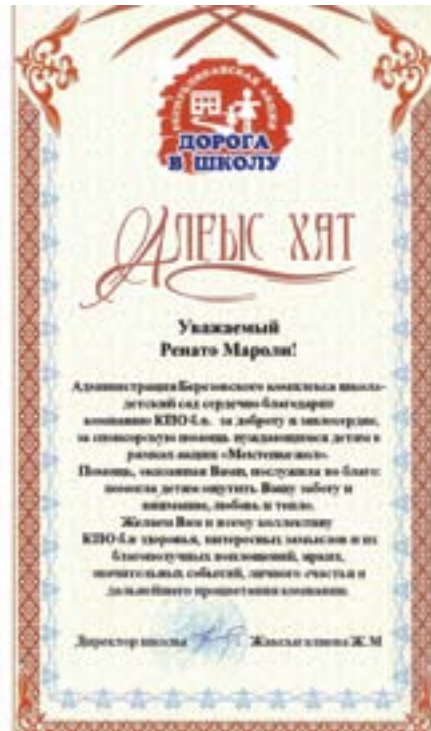 РЕСПУБЛИКАНСКАЯ АКЦИЯ
ДОРОГА
В ШКОЛУ
АЛҒЫС ХАТ
Уважаемый
Ренато Мароли!
Администрация Березовского комплекса школа-
детский сад сердечно благодарит
компанию КПО б.в. за доброту и милосердие,
за спонсорскую помощь нуждающимся детям в
рамках акции
Помощь, оказанная Вами, послужила во благо:
помогла детям ощутить Вашу заботу и
внимание, любовь и тепло.
Желаем Вам и всему коллективу
КПО б.в здоровья, интересных замыслов и их
благополучных воплощений, ярких,
значительных событий, личного счастья и
дальнейшего процветания компании.
Директор школы Жаксыгалиева Ж.М